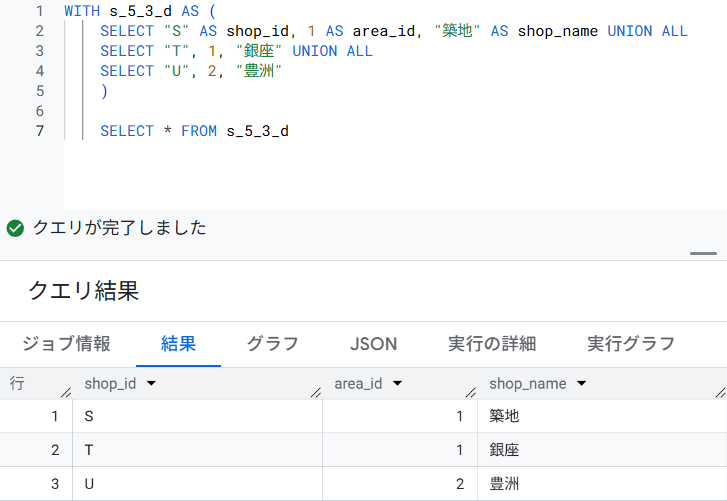 1 WITH s_5_3_d AS (
2 SELECT "S" AS shop_id, 1 AS area_id, "築地" AS shop_name UNION ALL
3 SELECT "T", 1, "銀座" UNION ALL
4 SELECT "U", 2, "豊洲"
5 )
6
7 SELECT * FROM s_5_3_d
クエリが完了しました
クエリ結果
ジョブ情報 結果 グラフ JSON 実行の詳細 実行グラフ
行 shop_id area_id shop_name
1 S 1 築地
2 T 1 銀座
3 U 2 豊洲